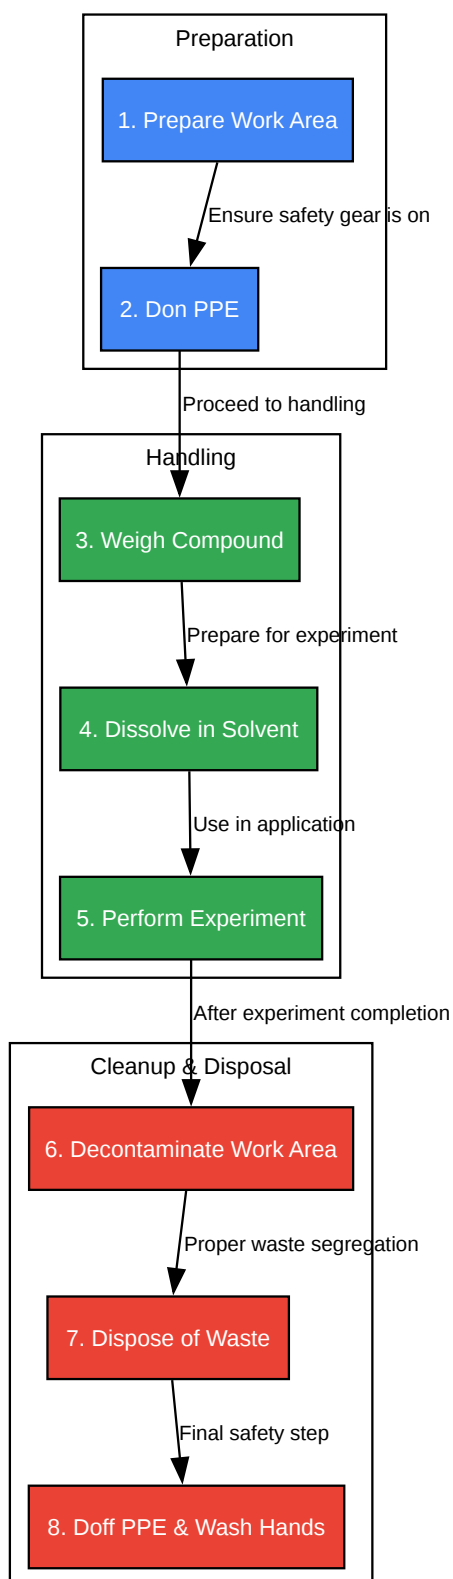 Preparation
1. Prepare Work Area
Ensure safety gear is on
2. Don PPE
Proceed to handling
Handling
3. Weigh Compound
Prepare for experiment
4. Dissolve in Solvent
Use in application
5. Perform Experiment
After experiment completion
Cleanup & Disposal
6. Decontaminate Work Area
Proper waste segregation
7. Dispose of Waste
Final safety step
8. Doff PPE & Wash Hands